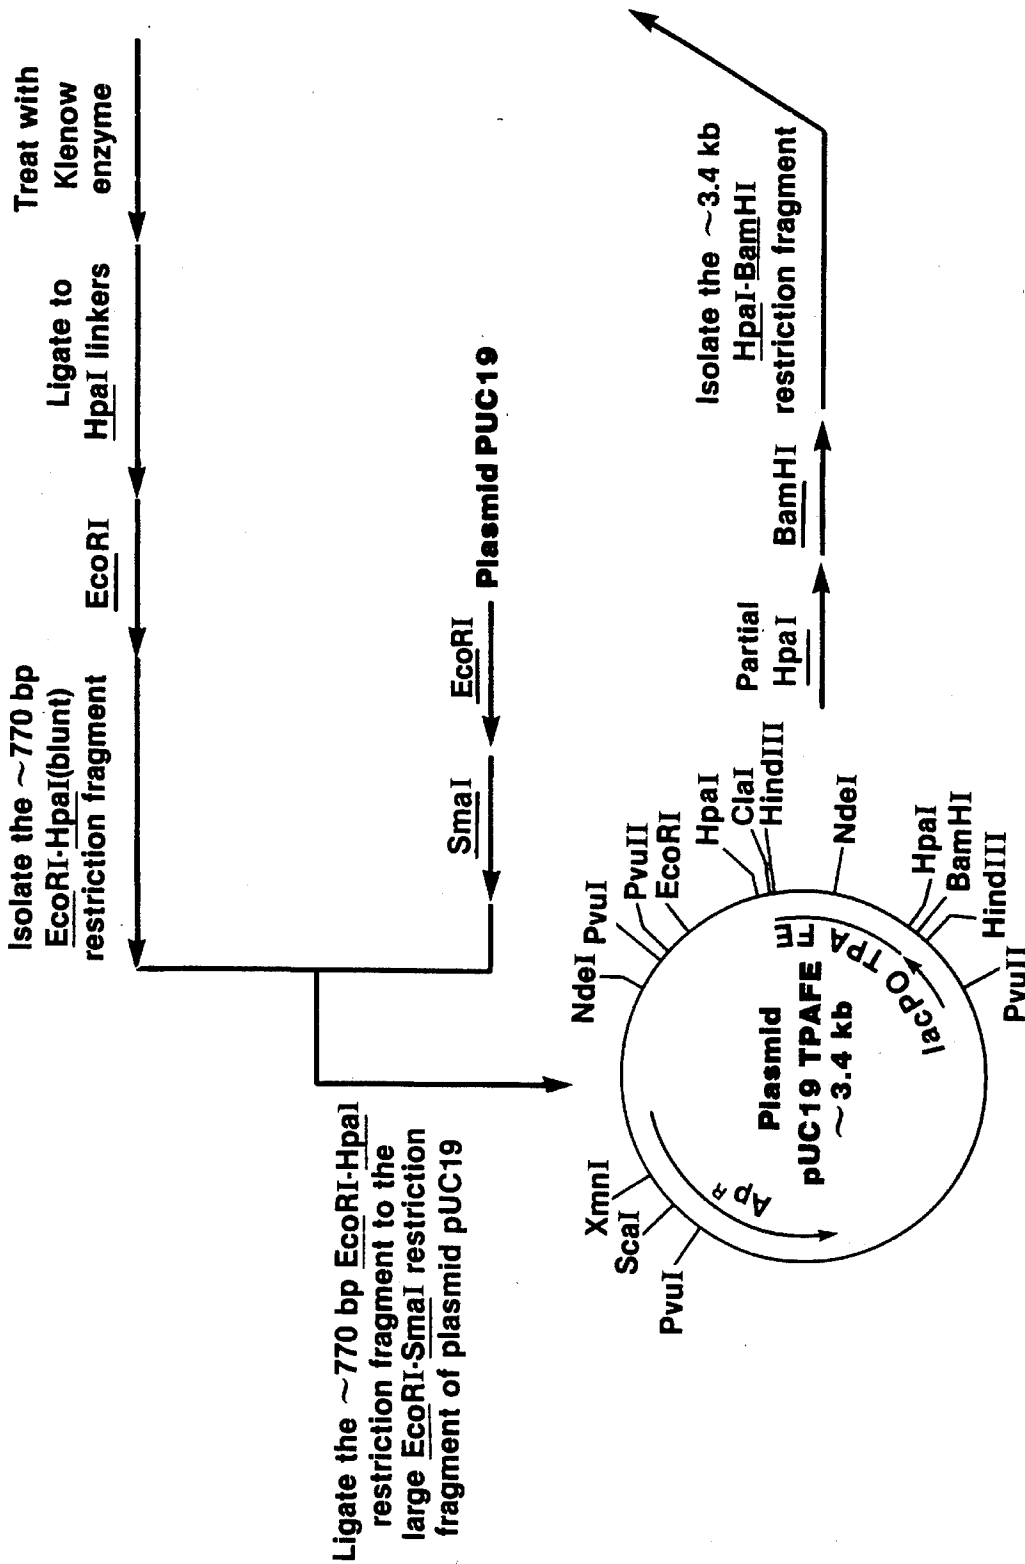 Treat with
Klenow
enzyme
Ligate to
HpaI linkers
EcoRI
Isolate the ~770 bp
EcoRI-HpaI(blunt)
restriction fragment
Plasmid PUC19
EcoRI
SmaI
Ligate the ~770 bp EcoRI-HpaI
restriction fragment to the
large EcoRI-SmaI restriction
fragment of plasmid pUC19
XmnI
ScaI
PvuI
NdeI
PvuI
PvuII
EcoRI
HpaI
ClaI
HindIII
NdeI
HpaI
BamHI
HindIII
PvuII
ApR
Plasmid
pUC19 TPAFE
~3.4 kb
TPA FE
lacPO
Partial
HpaI
BamHI
Isolate the ~3.4 kb
HpaI-BamHI
restriction fragment